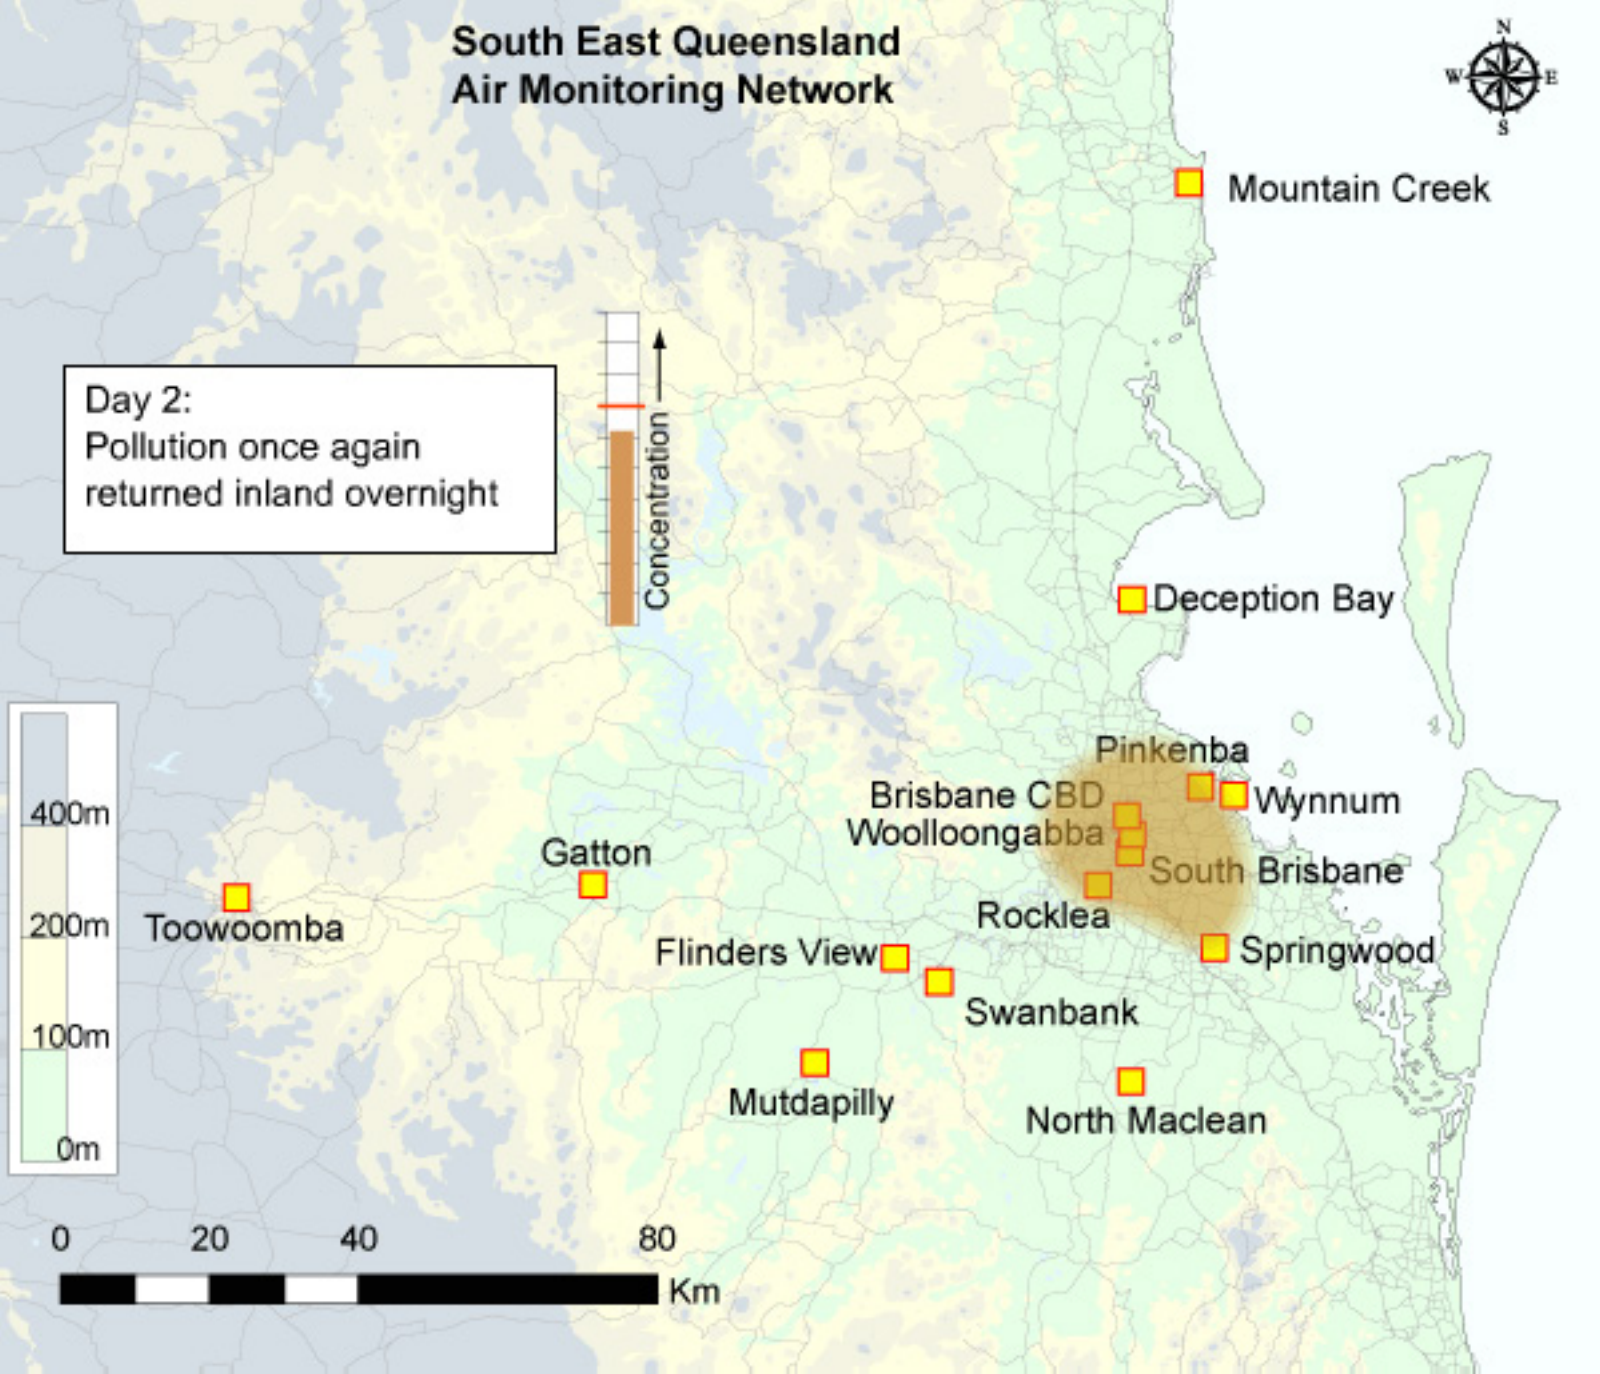 South East Queensland
Air Monitoring Network
N
W E
S
Mountain Creek
Day 2:
Pollution once again
returned inland overnight
Concentration
Deception Bay
Pinkenba
Brisbane CBD
Wynnum
Woolloongabba
South Brisbane
Rocklea
Springwood
Gatton
Toowoomba
Flinders View
Swanbank
Mutdapilly
North Maclean
400m
200m
100m
0m
0 20 40 80
Km